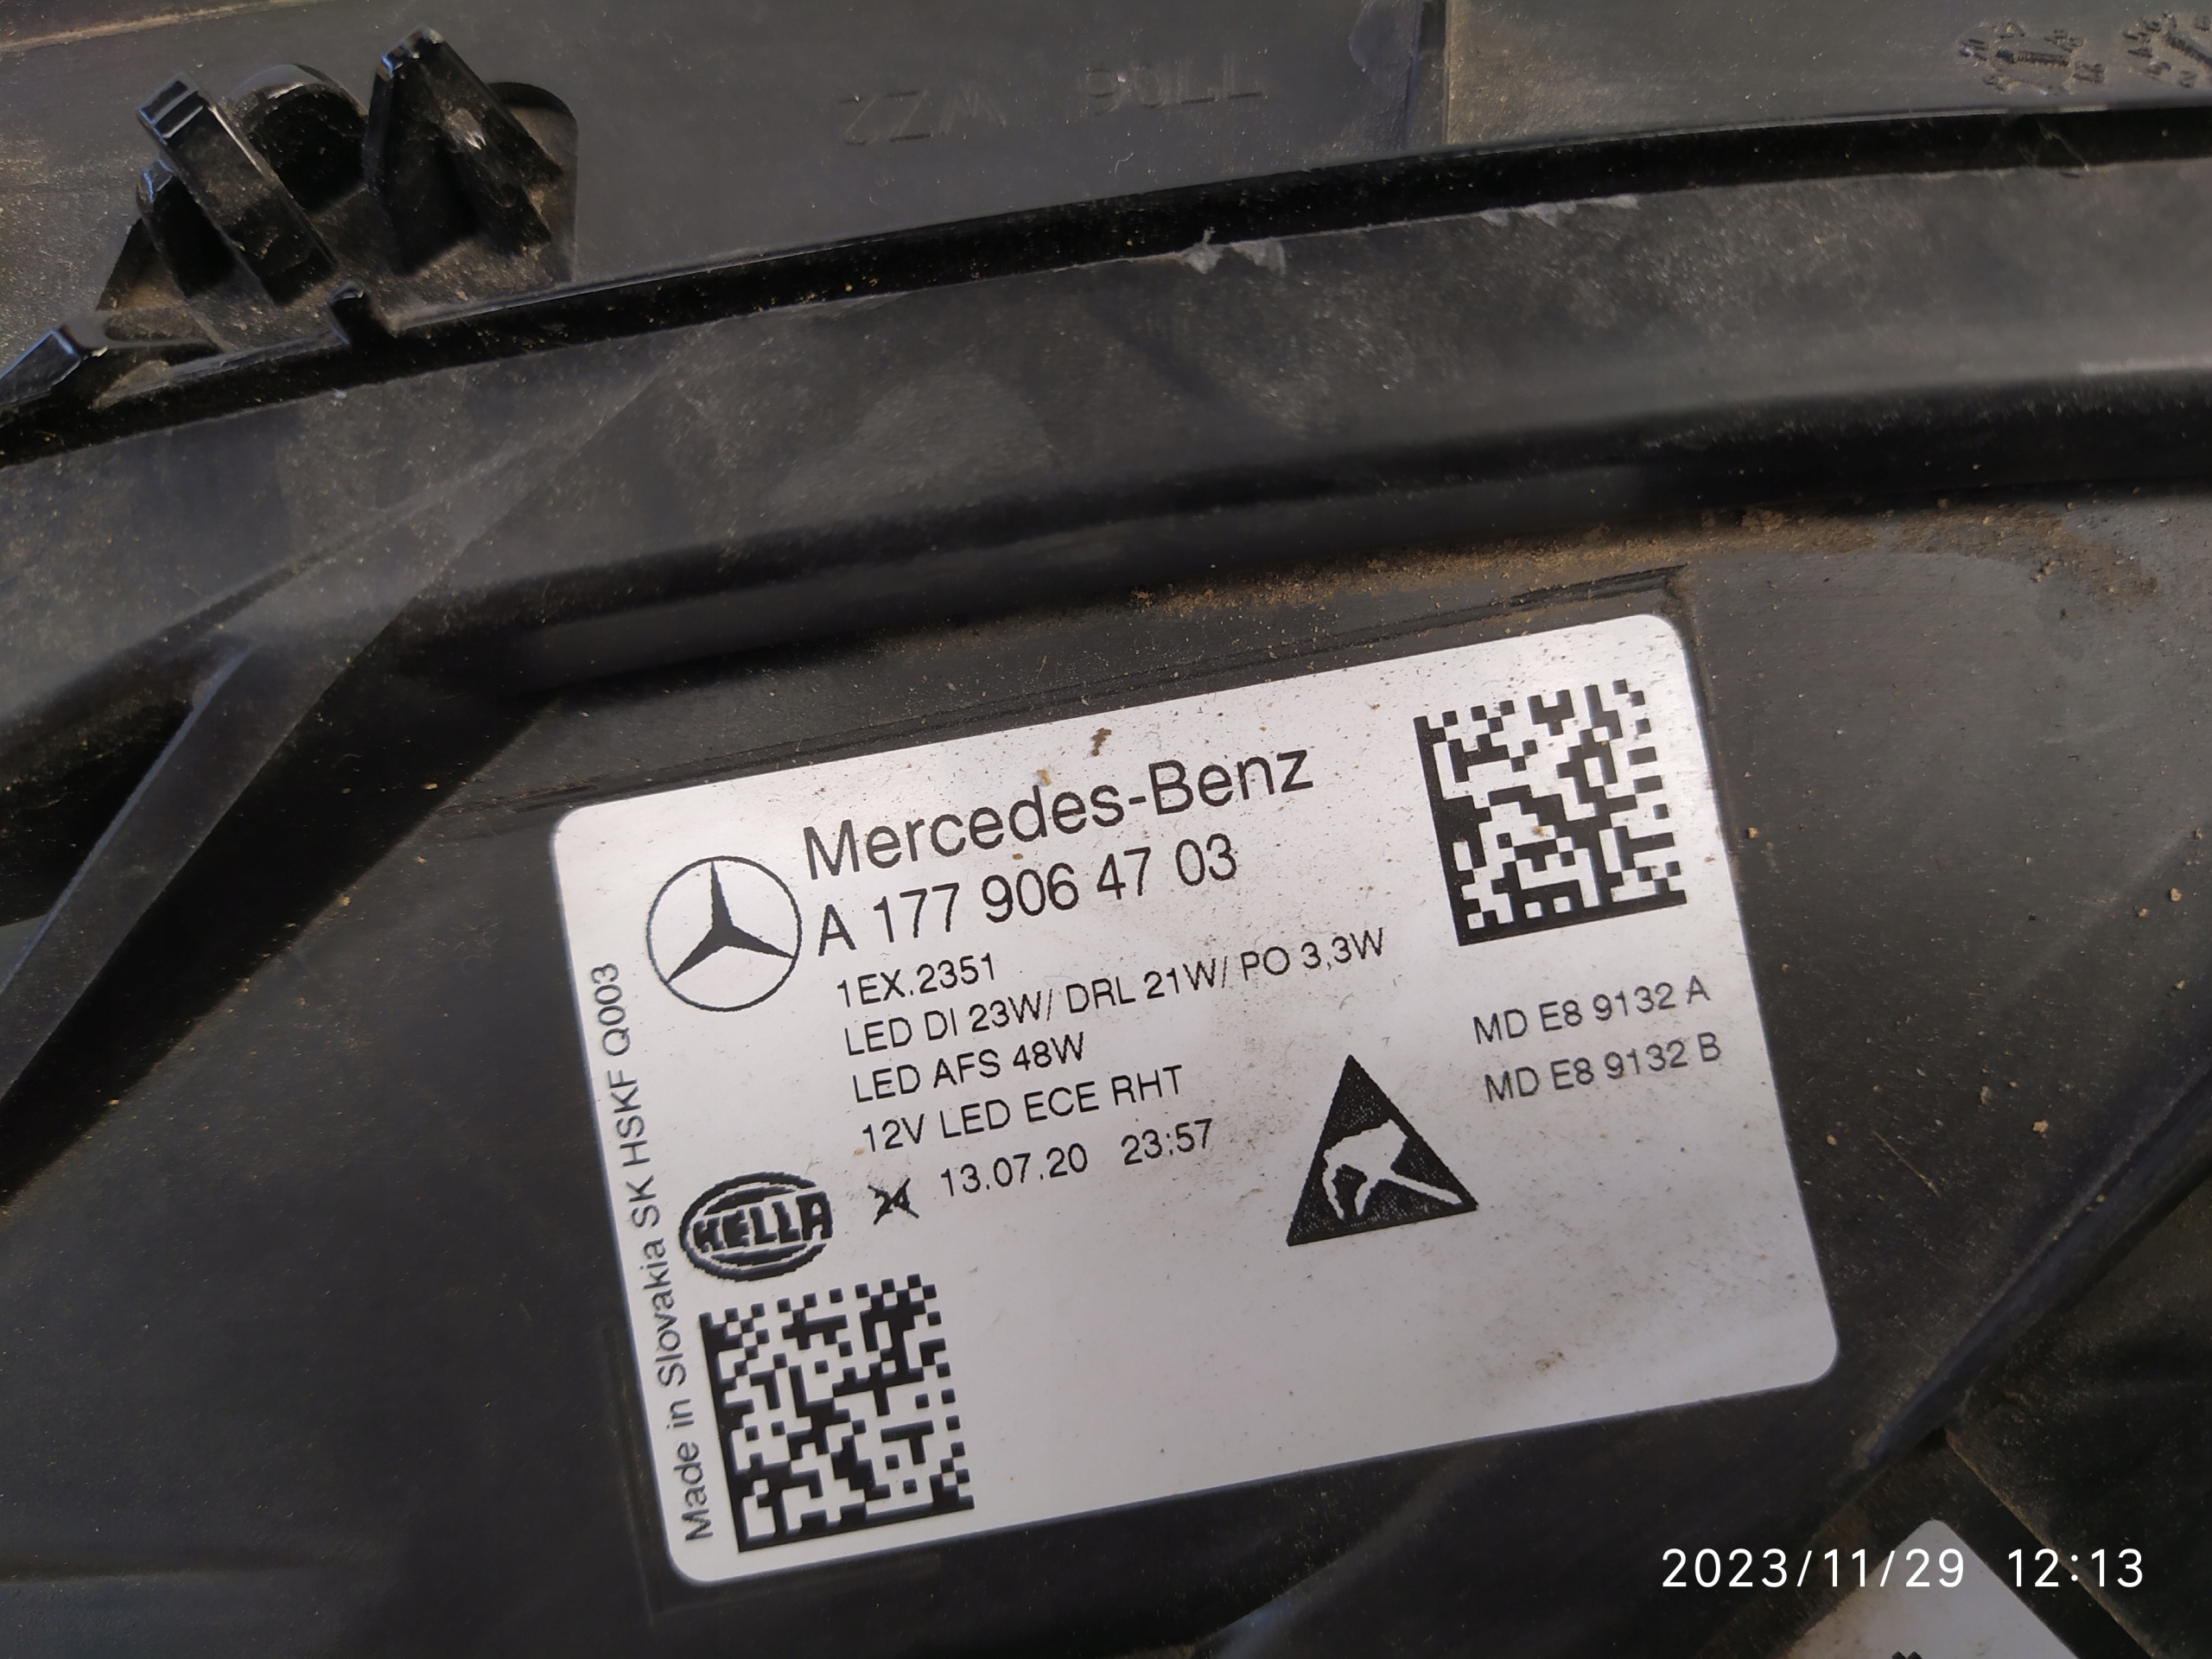 Mercedes-Benz
A 177 906 47 03
1EX.2351
LED DI 23W/ DRL 21W/ PO 3,3W
LED AFS 48W
12V LED ECE RHT
13.07.20 23:57
MD E8 9132 A
MD E8 9132 B
HELLA
Made in Slovakia SK HSKF Q003
2023/11/29 12:13